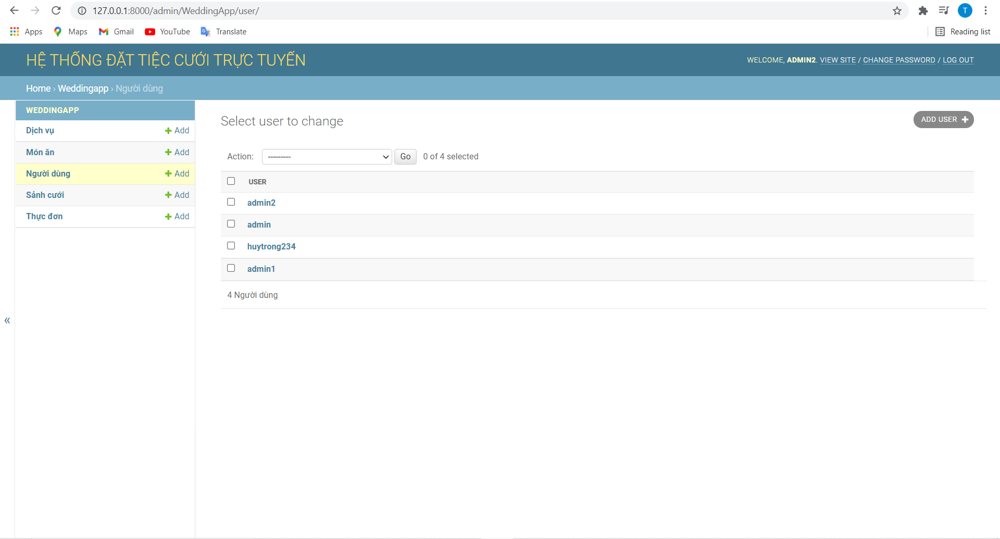 127.0.0.1:8000/admin/WeddingApp/user/
Apps Maps Gmail YouTube Translate Reading list
HỆ THỐNG ĐẶT TIỆC CƯỚI TRỰC TUYẾN
WELCOME, ADMIN2. VIEW SITE / CHANGE PASSWORD / LOG OUT
Home › Weddingapp › Người dùng
WEDDINGAPP
Dịch vụ Add
Món ăn Add
Người dùng Add
Sảnh cưới Add
Thực đơn Add
«
Select user to change
ADD USER
Action: --------- Go 0 of 4 selected
USER
admin2
admin
huytrong234
admin1
4 Người dùng
T